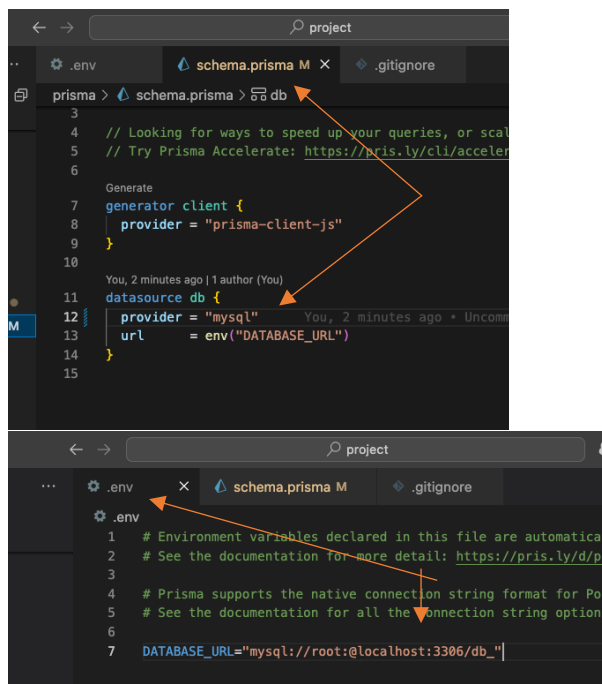 project
.env
schema.prisma M
.gitignore
prisma > schema.prisma > db
3
4 // Looking for ways to speed up your queries, or scal
5 // Try Prisma Accelerate: https://pris.ly/cli/acceler
6
Generate
7 generator client {
8 provider = "prisma-client-js"
9 }
10
You, 2 minutes ago | 1 author (You)
11 datasource db {
12 provider = "mysql" You, 2 minutes ago • Uncomm
13 url = env("DATABASE_URL")
14 }
15
M
project
.env
schema.prisma M
.gitignore
.env
1 # Environment variables declared in this file are automatica
2 # See the documentation for more detail: https://pris.ly/d/p
3
4 # Prisma supports the native connection string format for Po
5 # See the documentation for all the connection string option
6
7 DATABASE_URL="mysql://root:@localhost:3306/db_"